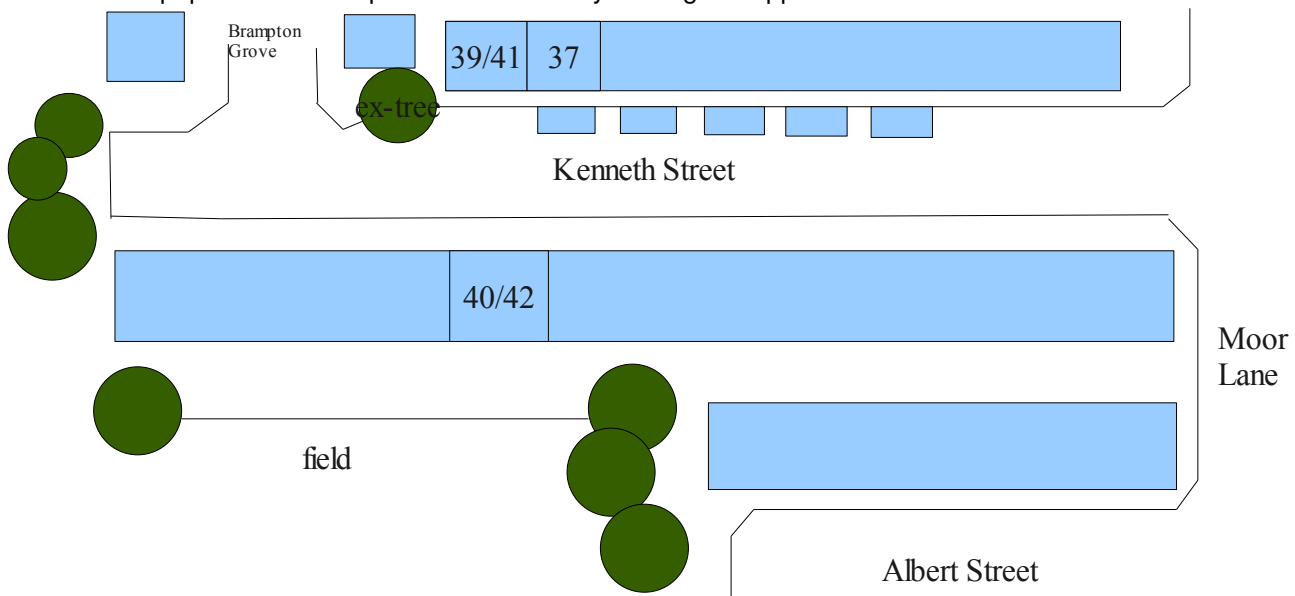 Brampton
Grove
39/41
37
ex-tree
Kenneth Street
40/42
Moor
Lane
field
Albert Street